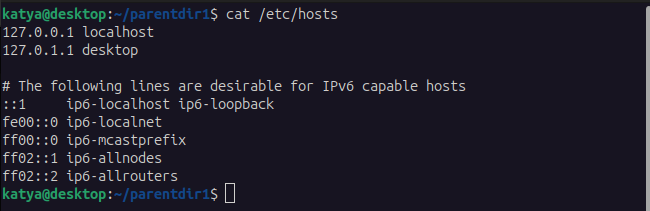 katya@desktop:~/parentdir1$ cat /etc/hosts
127.0.0.1 localhost
127.0.1.1 desktop
# The following lines are desirable for IPv6 capable hosts
::1     ip6-localhost ip6-loopback
fe00::0 ip6-localnet
ff00::0 ip6-mcastprefix
ff02::1 ip6-allnodes
ff02::2 ip6-allrouters
katya@desktop:~/parentdir1$